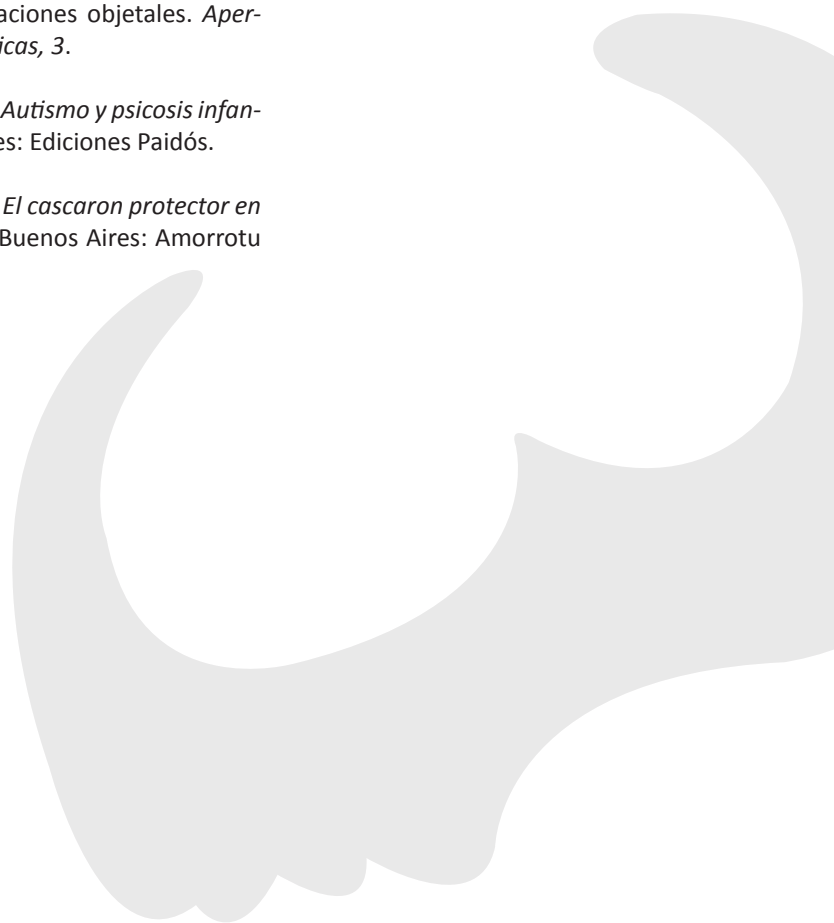 aciones objetales. Aper-
icas, 3.
Autismo y psicosis infan-
es: Ediciones Paidós.
El cascaron protector en
Buenos Aires: Amorrotu